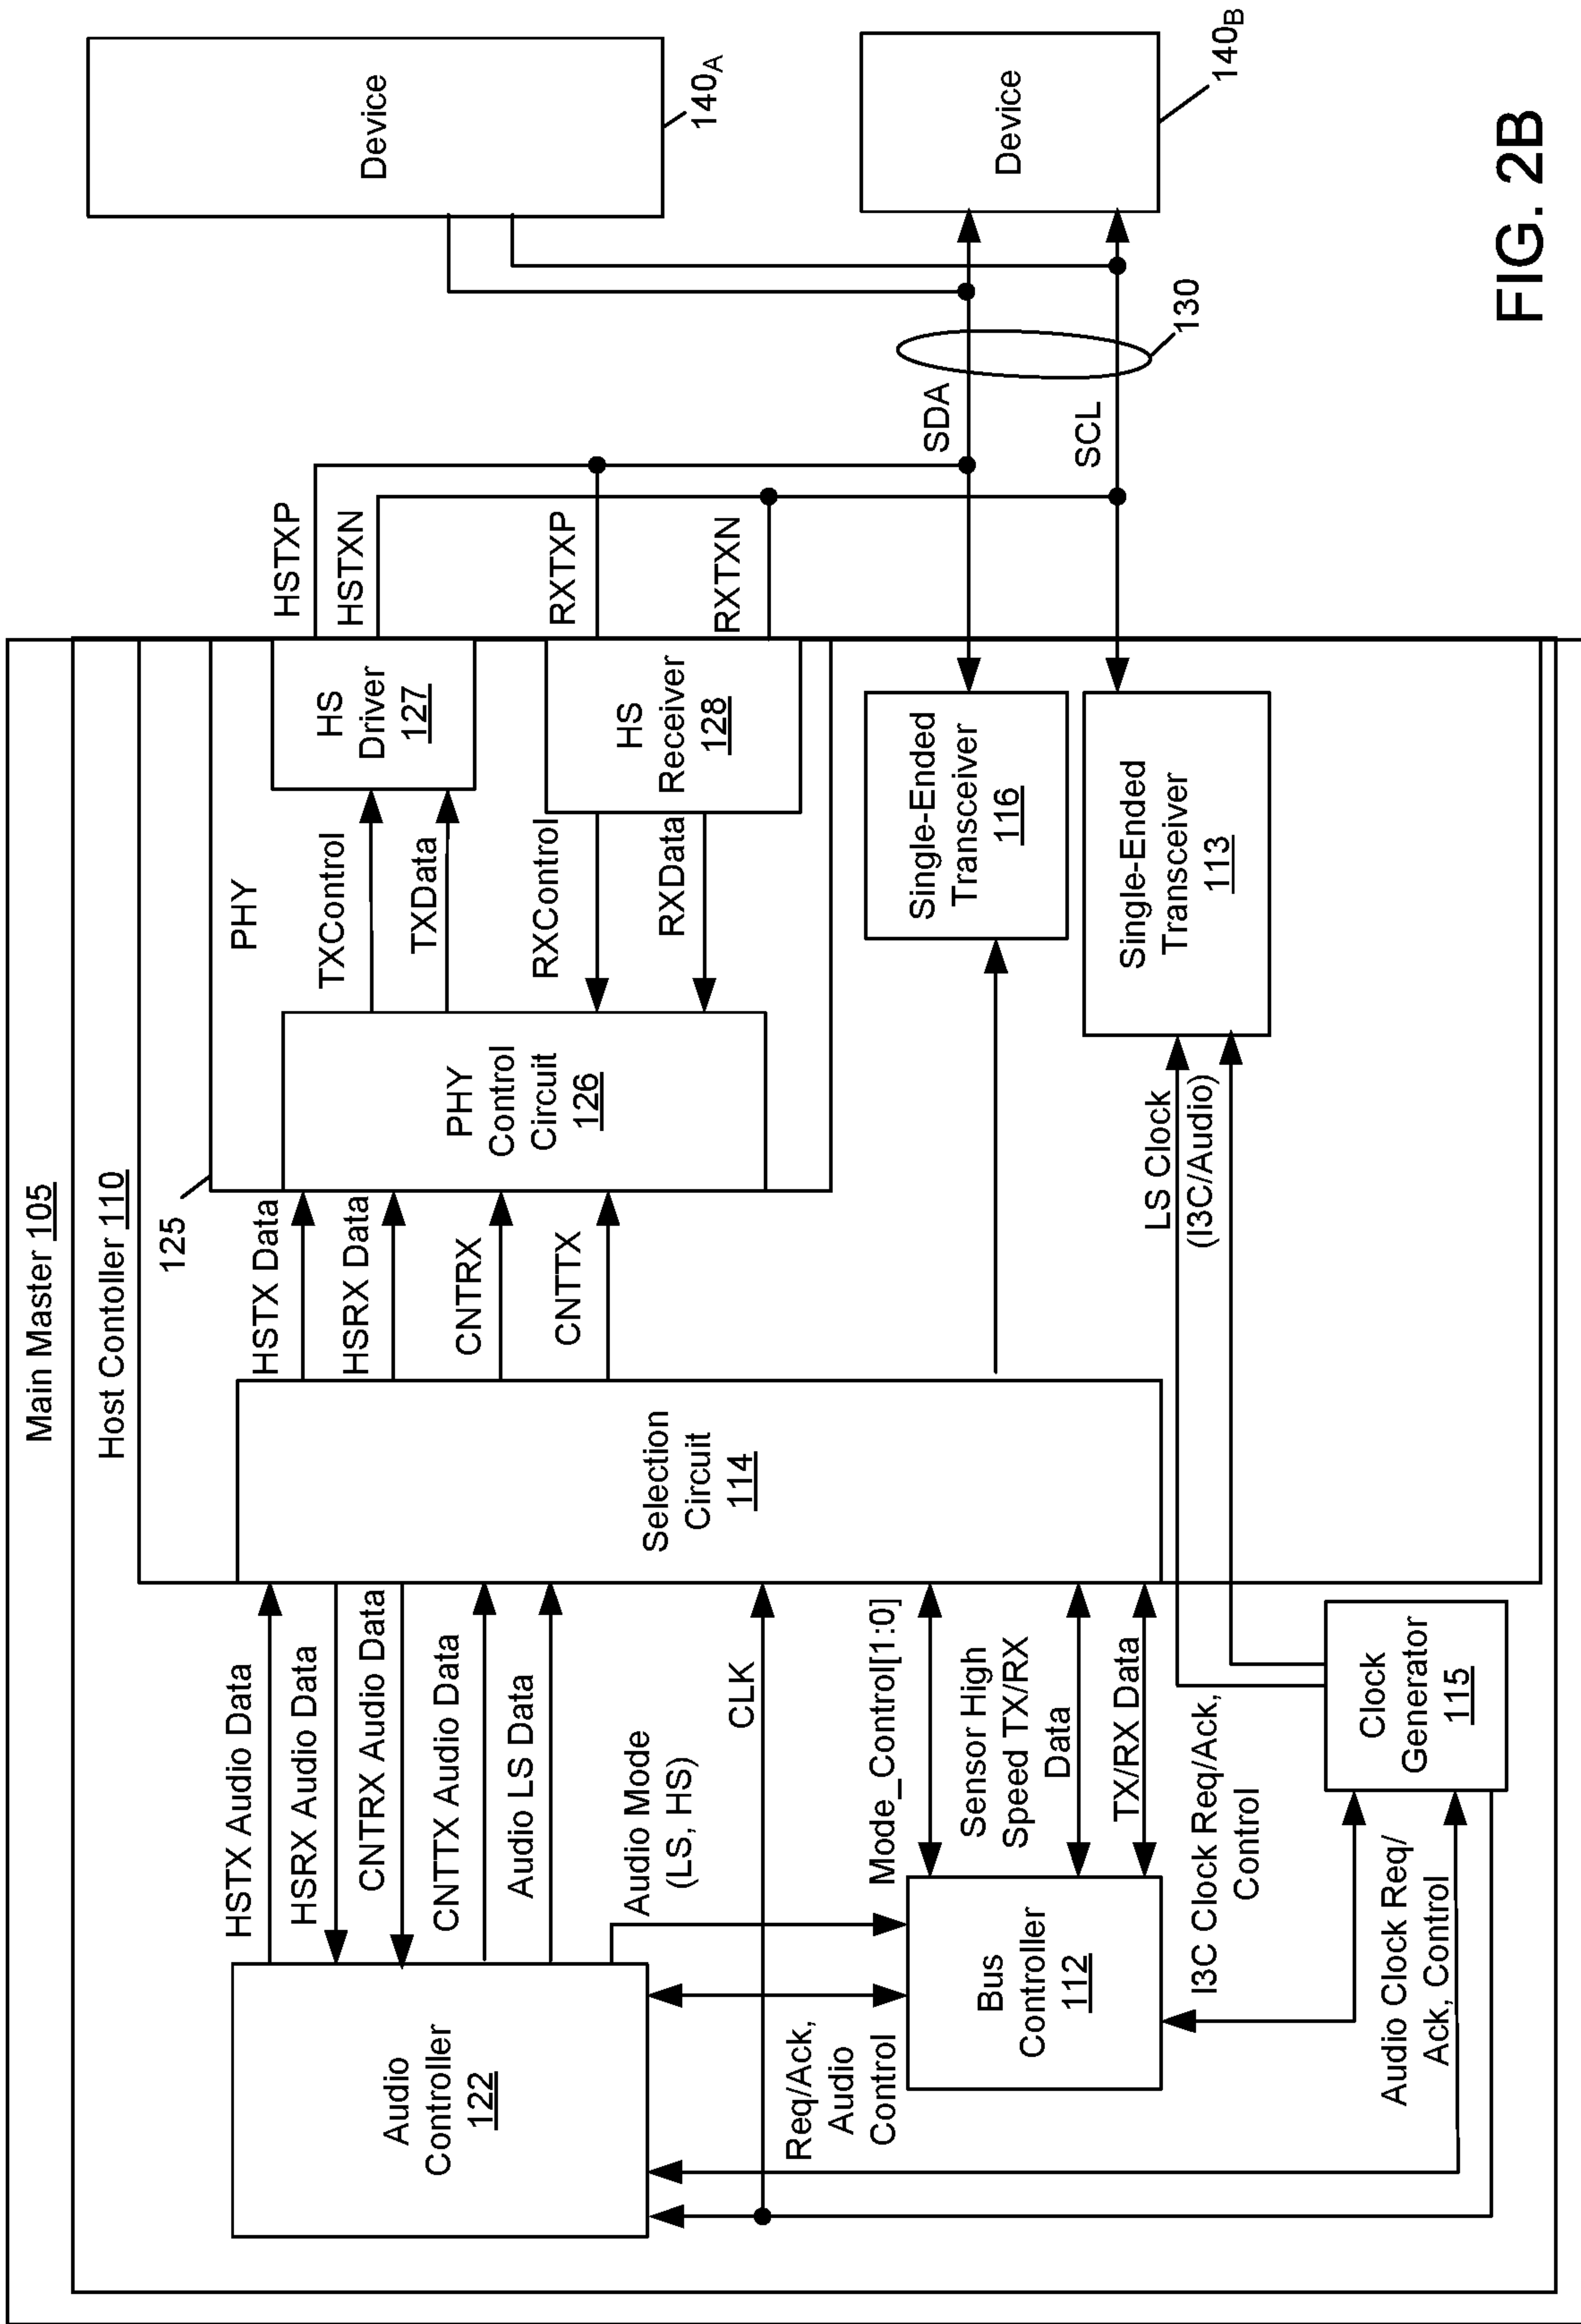 Main Master 105
Host Contoller 110
125
PHY
HSTX Audio Data
HSRX Audio Data
CNTRX Audio Data
CNTTX Audio Data
Audio LS Data
Audio Mode
(LS, HS)
CLK
Audio
Controller
122
Req/Ack,
Audio
Control
Mode_Control[1:0]
Sensor High
Speed TX/RX
Data
TX/RX Data
Bus
Controller
112
I3C Clock Req/Ack,
Control
Audio Clock Req/
Ack, Control
Clock
Generator
115
Selection
Circuit
114
HSTX Data
HSRX Data
CNTRX
CNTTX
PHY
Control
Circuit
126
TXControl
TXData
RXControl
RXData
HS
Driver
127
HS
Receiver
128
Single-Ended
Transceiver
116
Single-Ended
Transceiver
113
LS Clock
(I3C/Audio)
HSTXP
HSTXN
RXTXP
RXTXN
SDA
SCL
130
Device
140A
Device
140B
FIG. 2B